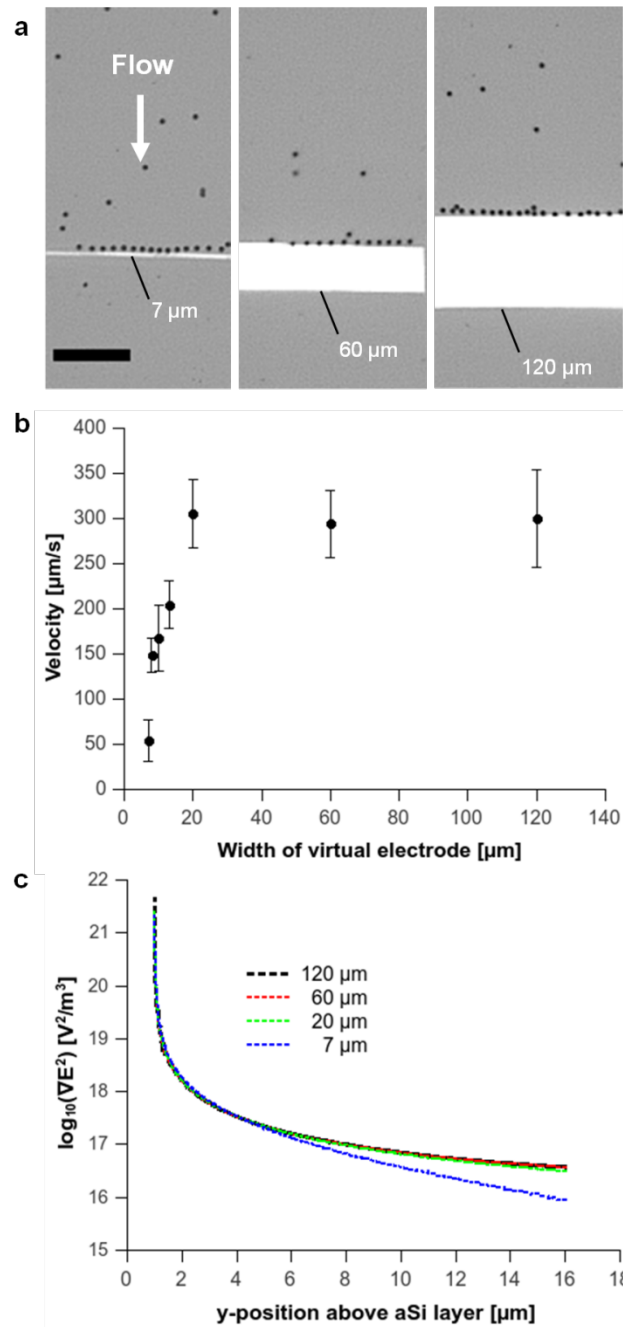 a
Flow
7 µm
60 µm
120 µm
b
400
350
300
250
200
150
100
50
0
Velocity [µm/s]
0 20 40 60 80 100 120 140
Width of virtual electrode [µm]
c
22
21
20
19
18
17
16
15
log₁₀(∇E²) [V²/m³]
120 µm
60 µm
20 µm
7 µm
0 2 4 6 8 10 12 14 16 18
y-position above aSi layer [µm]